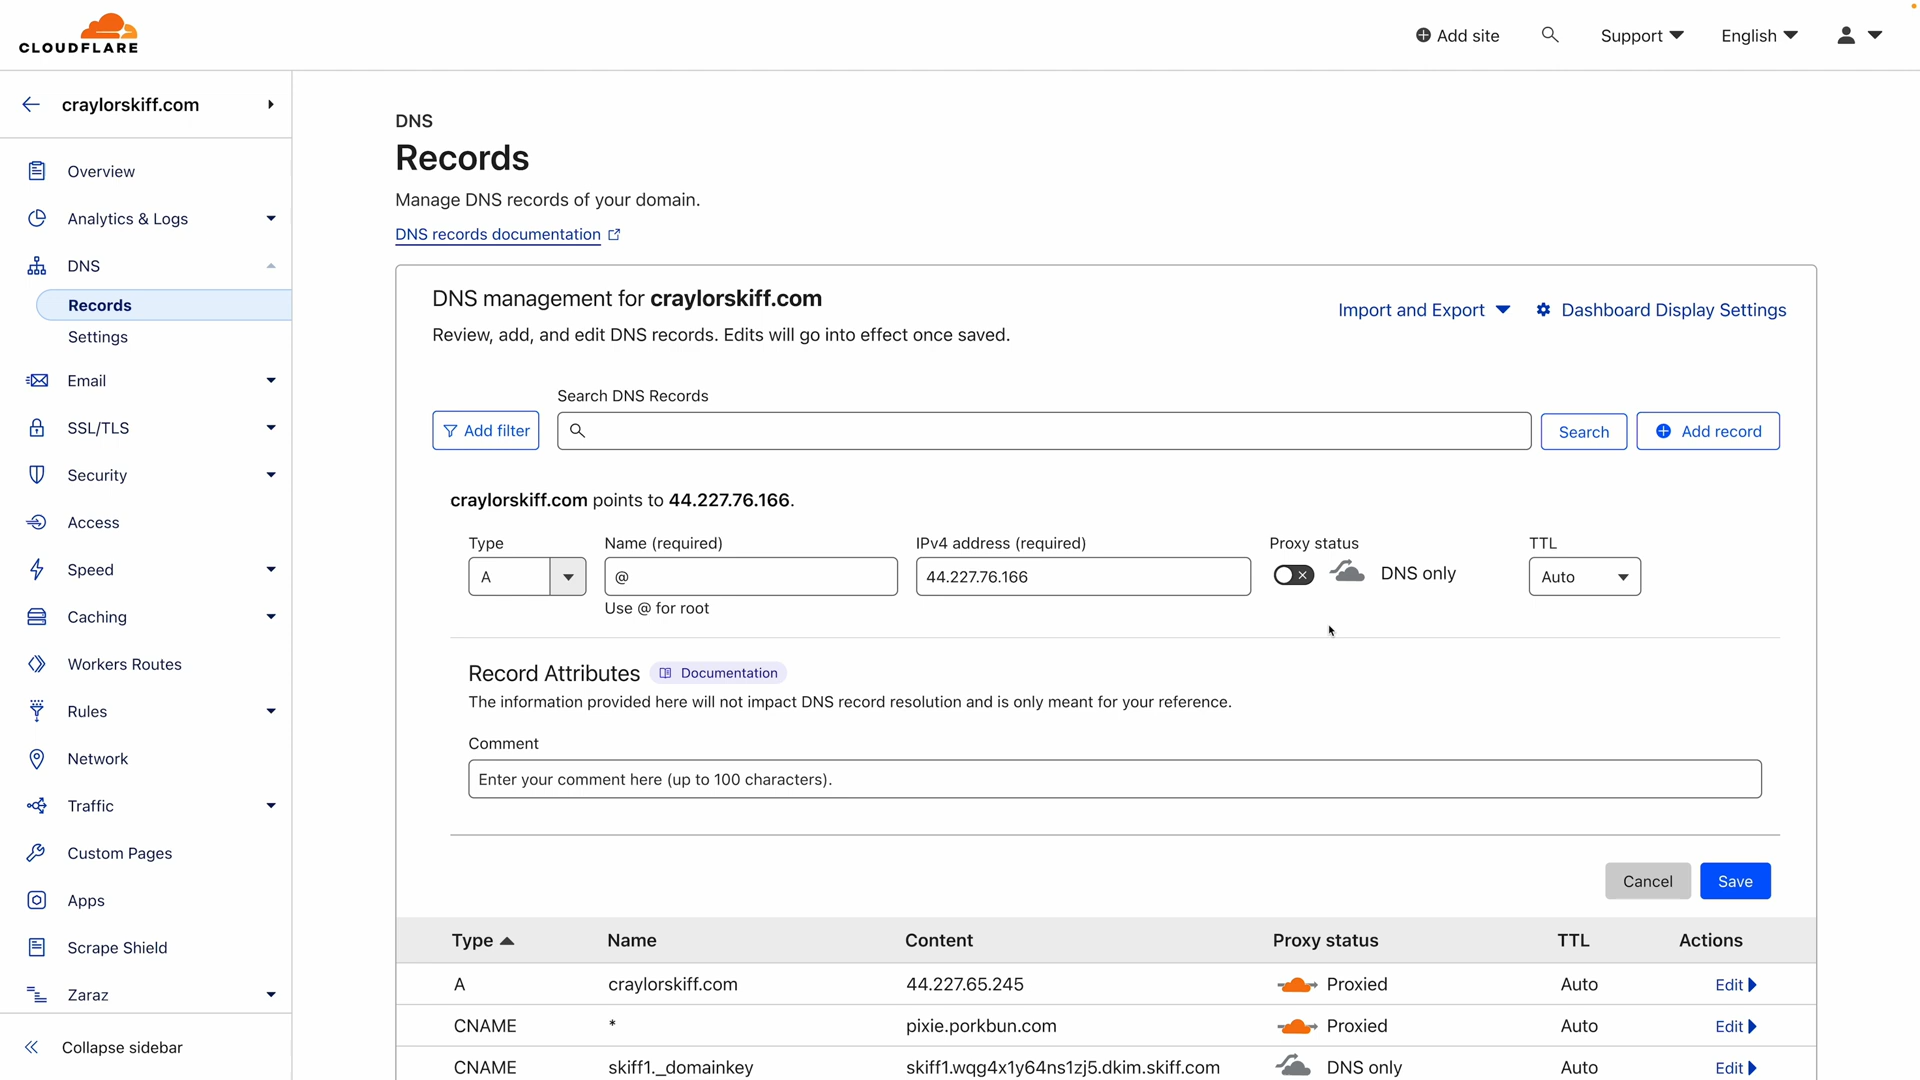 CLOUDFLARE
Add site
Support
English
craylorskiff.com
Overview
Analytics & Logs
DNS
Records
Settings
Email
SSL/TLS
Security
Access
Speed
Caching
Workers Routes
Rules
Network
Traffic
Custom Pages
Apps
Scrape Shield
Zaraz
Collapse sidebar
DNS
Records
Manage DNS records of your domain.
DNS records documentation
DNS management for craylorskiff.com
Review, add, and edit DNS records. Edits will go into effect once saved.
Import and Export
Dashboard Display Settings
Search DNS Records
Add filter
Search
Add record
craylorskiff.com points to 44.227.76.166.
Type Name (required) IPv4 address (required) Proxy status TTL
A @ 44.227.76.166 DNS only Auto
Use @ for root
Record Attributes Documentation
The information provided here will not impact DNS record resolution and is only meant for your reference.
Comment
Enter your comment here (up to 100 characters).
Cancel Save
Type Name Content Proxy status TTL Actions
A craylorskiff.com 44.227.65.245 Proxied Auto Edit
CNAME * pixie.porkbun.com Proxied Auto Edit
CNAME skiff1._domainkey skiff1.wqg4x1y64ns1zj5.dkim.skiff.com DNS only Auto Edit